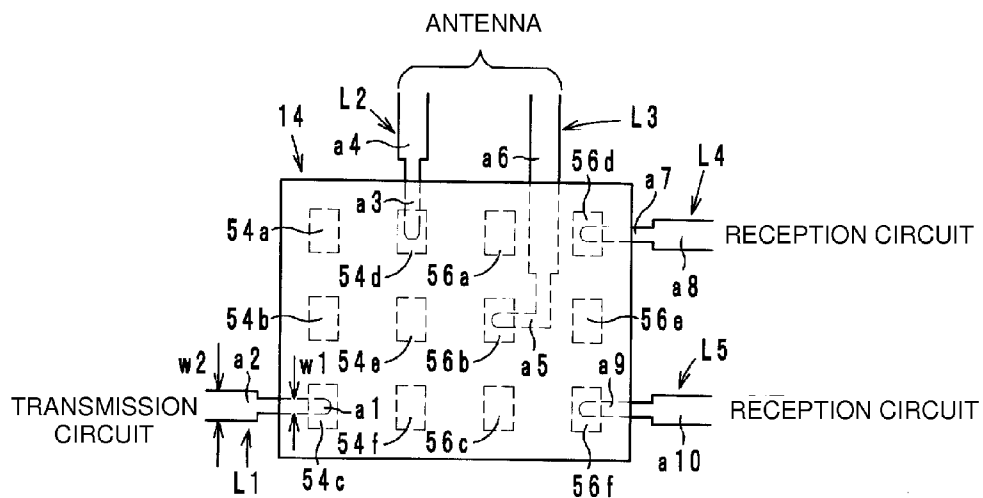 ANTENNA
L2
L3
14
a4
a6
56d
L4
a7
a3
54a
RECEPTION CIRCUIT
54d
56a
a8
54b
56e
w2
a2
54e
w1
56b
a5
a9
L5
TRANSMISSION
CIRCUIT
a1
RECEPTION CIRCUIT
54f
56c
a10
L1
54c
56f